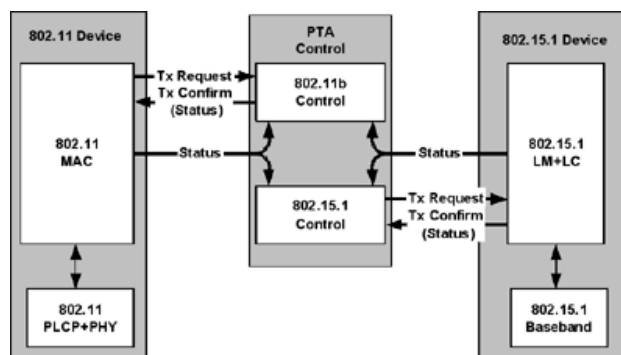 802.11 Device
PTA
Control
802.15.1 Device
Tx Request
Tx Confirm
(Status)
802.11b
Control
802.11
MAC
Status
Status
802.15.1
LM+LC
802.15.1
Control
Tx Request
Tx Confirm
(Status)
802.11
PLCP+PHY
802.15.1
Baseband